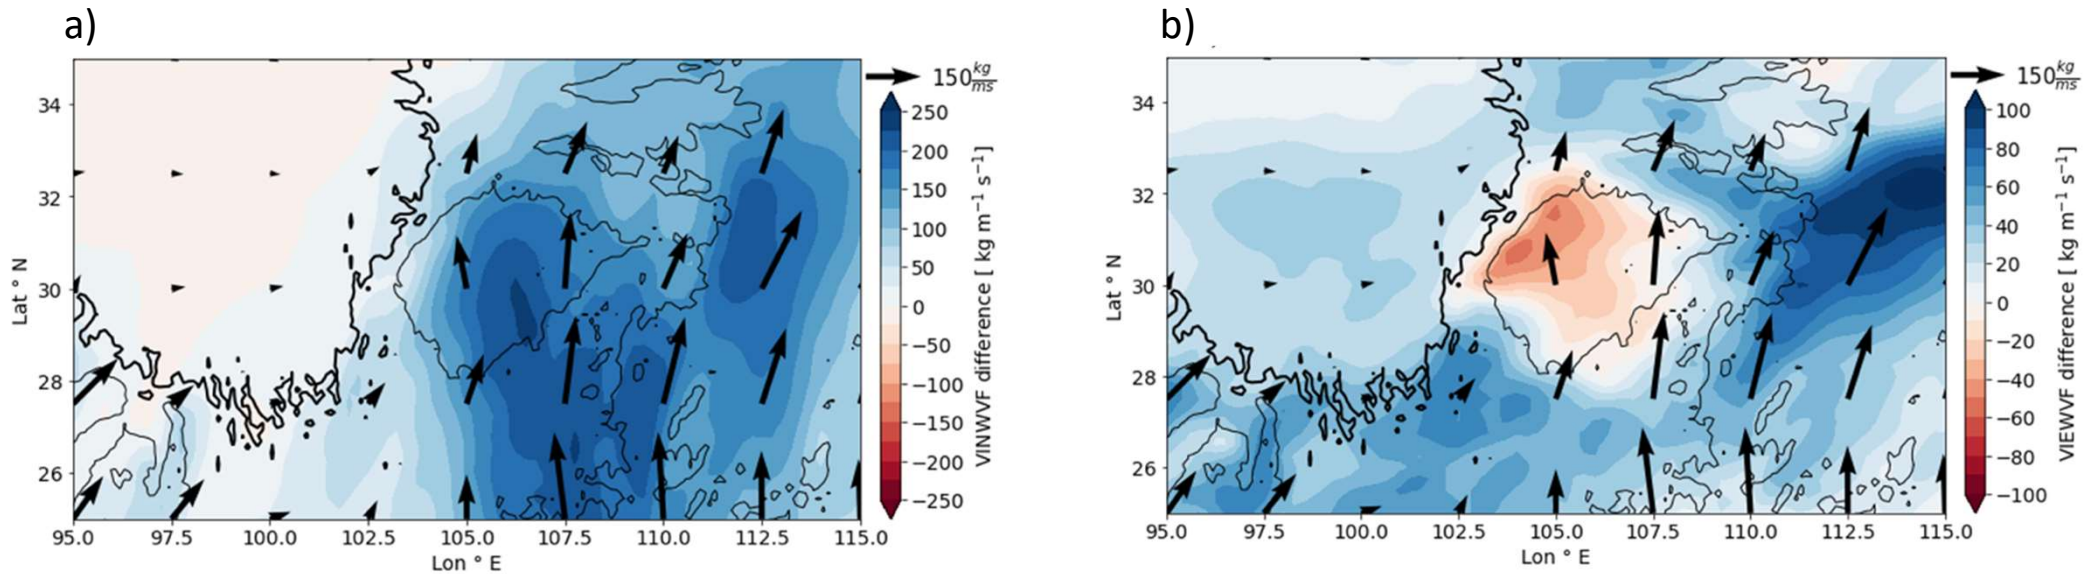 a)
150 kg/ms
34
32
30
28
26
Lat ° N
95.0 97.5 100.0 102.5 105.0 107.5 110.0 112.5 115.0
Lon ° E
250
200
150
100
50
0
−50
−100
−150
−200
−250
VINWVF difference [ kg m⁻¹ s⁻¹]
b)
150 kg/ms
34
32
30
28
26
Lat ° N
95.0 97.5 100.0 102.5 105.0 107.5 110.0 112.5 115.0
Lon ° E
100
80
60
40
20
0
−20
−40
−60
−80
−100
VIEWVF difference [ kg m⁻¹ s⁻¹]